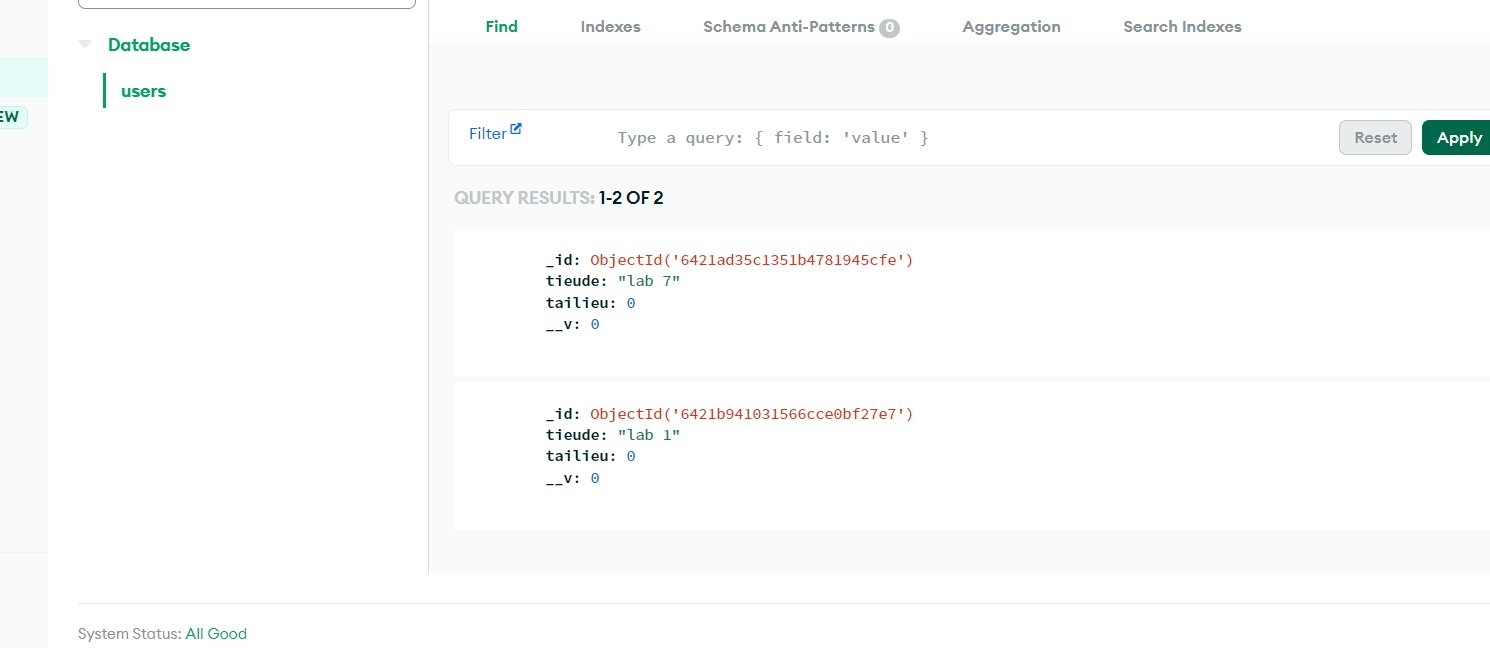 Find Indexes Schema Anti-Patterns 0 Aggregation Search Indexes
Database
users
EW
Filter Type a query: { field: 'value' } Reset Apply
QUERY RESULTS: 1-2 OF 2
_id: ObjectId('6421ad35c1351b4781945cfe')
tieude: "lab 7"
tailieu: 0
__v: 0
_id: ObjectId('6421b941031566cce0bf27e7')
tieude: "lab 1"
tailieu: 0
__v: 0
System Status: All Good